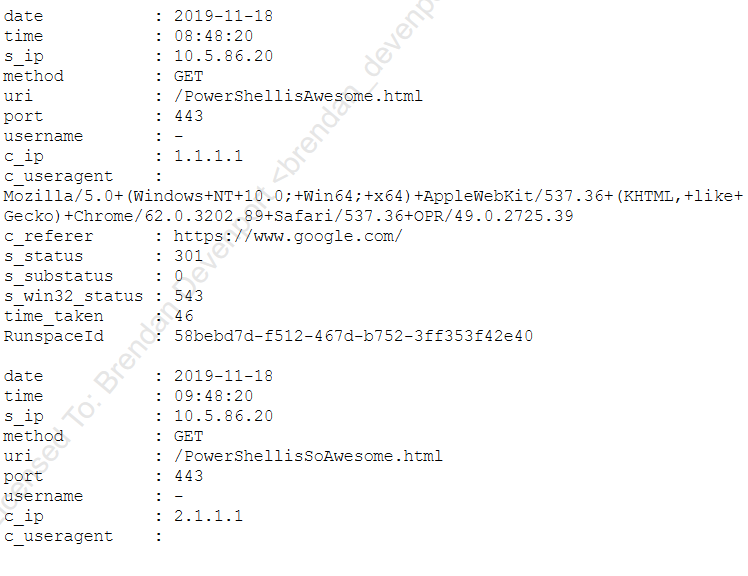 date           : 2019-11-18
time           : 08:48:20
s_ip           : 10.5.86.20
method         : GET
uri            : /PowerShellisAwesome.html
port           : 443
username       : -
c_ip           : 1.1.1.1
c_useragent    :
Mozilla/5.0+(Windows+NT+10.0;+Win64;+x64)+AppleWebKit/537.36+(KHTML,+like+
Gecko)+Chrome/62.0.3202.89+Safari/537.36+OPR/49.0.2725.39
c_referer      : https://www.google.com/
s_status       : 301
s_substatus    : 0
s_win32_status : 543
time_taken     : 46
RunspaceId     : 58bebd7d-f512-467d-b752-3ff353f42e40
date           : 2019-11-18
time           : 09:48:20
s_ip           : 10.5.86.20
method         : GET
uri            : /PowerShellisSoAwesome.html
port           : 443
username       : -
c_ip           : 2.1.1.1
c_useragent    :
Licensed To: Brendan Devenport <brendan_devenp